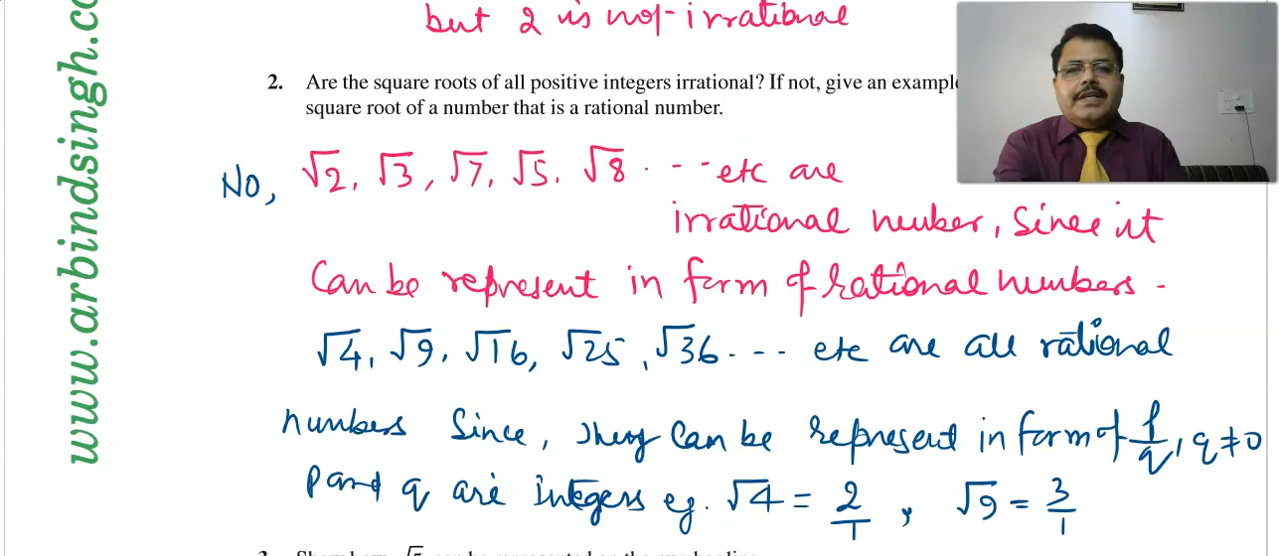 www.arbindsingh.co
but 2 is not irrational
2. Are the square roots of all positive integers irrational? If not, give an example
square root of a number that is a rational number.
No, √2, √3, √7, √5, √8 . - - etc are
irrational number, Since it
Can be represent in form of rational numbers -
√4, √9, √16, √25, √36 . - - - etc are all rational
numbers Since, They Can be represent in form of p/q, q≠0
P and q are integers eg. √4 = 2/1, √9 = 3/1